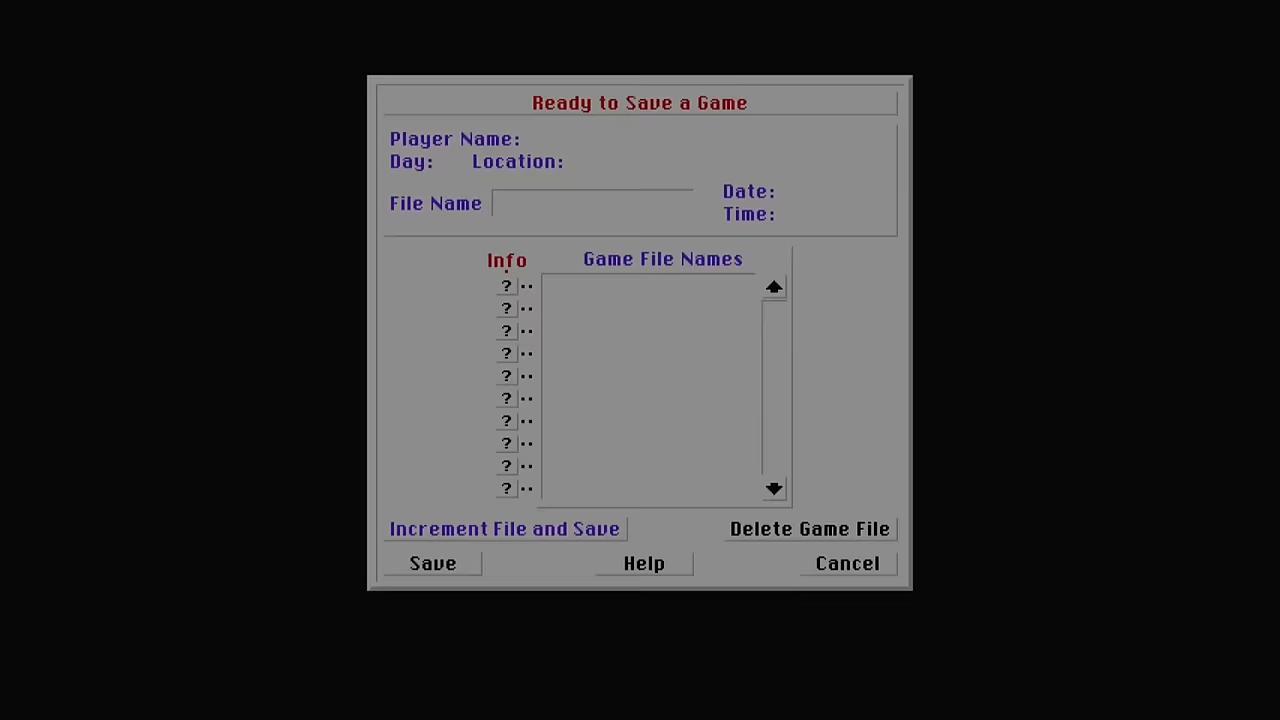 Ready to Save a Game
Player Name:
Day: Location:
File Name
Date:
Time:
Info Game File Names
? ..
? ..
? ..
? ..
? ..
? ..
? ..
? ..
? ..
? ..
Increment File and Save Delete Game File
Save Help Cancel